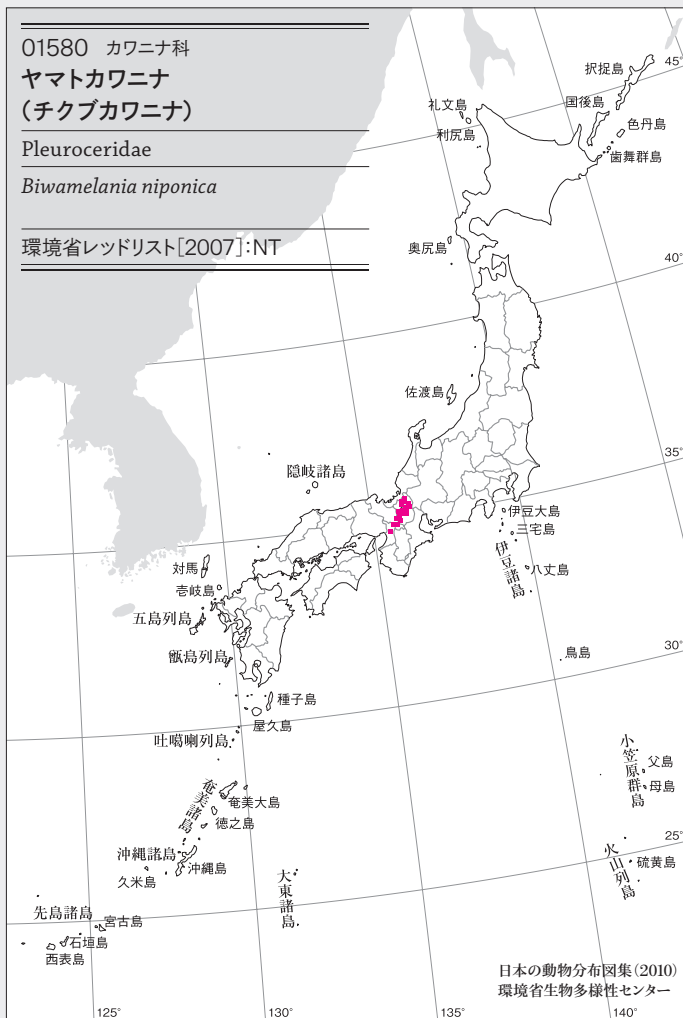 01580 カワニナ科
ヤマトカワニナ
(チクブカワニナ)
Pleuroceridae
Biwamelania niponica
環境省レッドリスト[2007]:NT
45°
択捉島
国後島
礼文島
色丹島
利尻島
歯舞群島
奥尻島
40°
佐渡島
35°
隠岐諸島
伊豆大島
三宅島
伊豆諸島
八丈島
対馬
壱岐島
五島列島
甑島列島
鳥島
30°
種子島
屋久島
吐噶喇列島
小笠原群島
父島
母島
奄美諸島
奄美大島
徳之島
25°
沖縄諸島
沖縄島
久米島
火山列島
硫黄島
大東諸島
先島諸島
宮古島
石垣島
西表島
日本の動物分布図集(2010)
環境省生物多様性センター
125°
130°
135°
140°